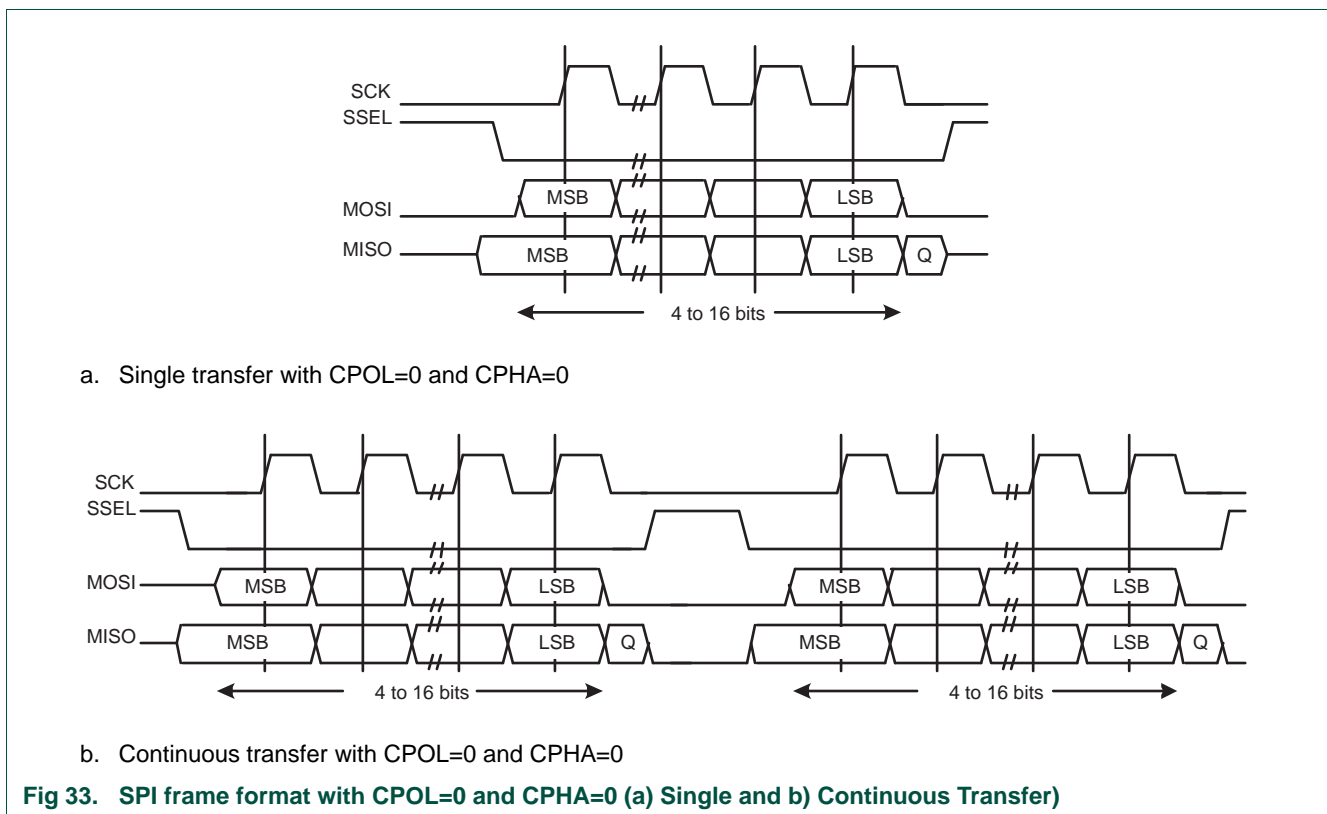 SCK
SSEL
MOSI
MSB
LSB
MISO
MSB
LSB
Q
4 to 16 bits
a. Single transfer with CPOL=0 and CPHA=0
SCK
SSEL
MOSI
MSB
LSB
MSB
LSB
MISO
MSB
LSB
Q
MSB
LSB
Q
4 to 16 bits
4 to 16 bits
b. Continuous transfer with CPOL=0 and CPHA=0
Fig 33. SPI frame format with CPOL=0 and CPHA=0 (a) Single and b) Continuous Transfer)